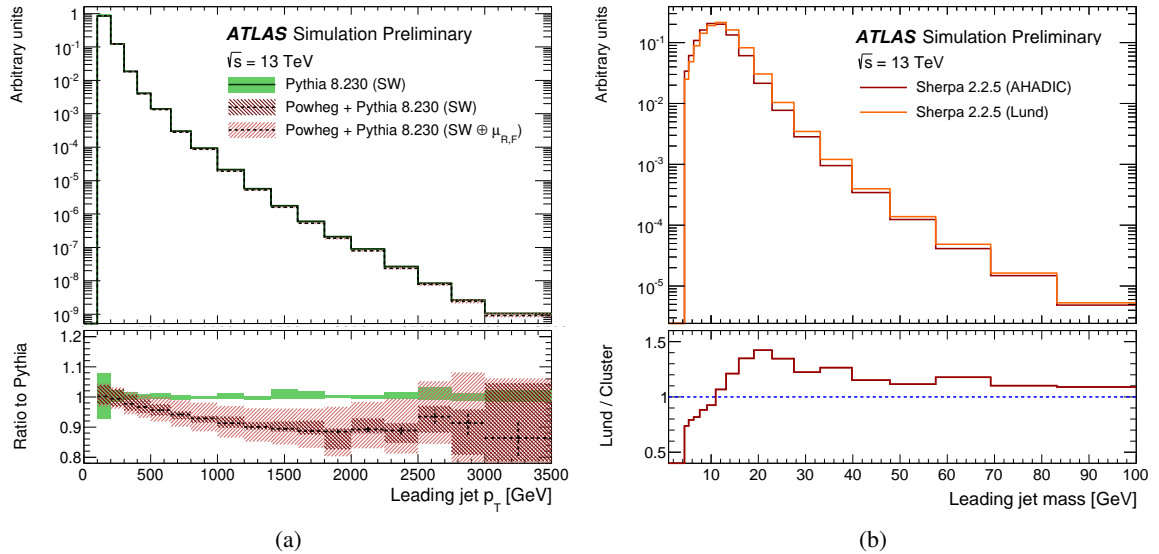 Arbitrary units
1
10⁻¹
10⁻²
10⁻³
10⁻⁴
10⁻⁵
10⁻⁶
10⁻⁷
10⁻⁸
10⁻⁹
ATLAS Simulation Preliminary
√s = 13 TeV
Pythia 8.230 (SW)
Powheg + Pythia 8.230 (SW)
Powheg + Pythia 8.230 (SW ⊕ μ_R,F)
Ratio to Pythia
1.2
1.1
1.0
0.9
0.8
0 500 1000 1500 2000 2500 3000 3500
Leading jet p_T [GeV]
(a)
Arbitrary units
10⁻¹
10⁻²
10⁻³
10⁻⁴
10⁻⁵
ATLAS Simulation Preliminary
√s = 13 TeV
Sherpa 2.2.5 (AHADIC)
Sherpa 2.2.5 (Lund)
Lund / Cluster
1.5
1
0.5
10 20 30 40 50 60 70 80 90 100
Leading jet mass [GeV]
(b)